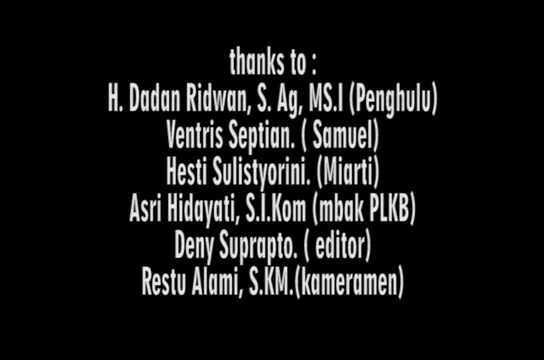 thanks to :
H. Dadan Ridwan, S. Ag, MS.I (Penghulu)
Ventris Septian. ( Samuel)
Hesti Sulistyorini. (Miarti)
Asri Hidayati, S.I.Kom (mbak PLKB)
Deny Suprapto. ( editor)
Restu Alami, S.KM.(kameramen)